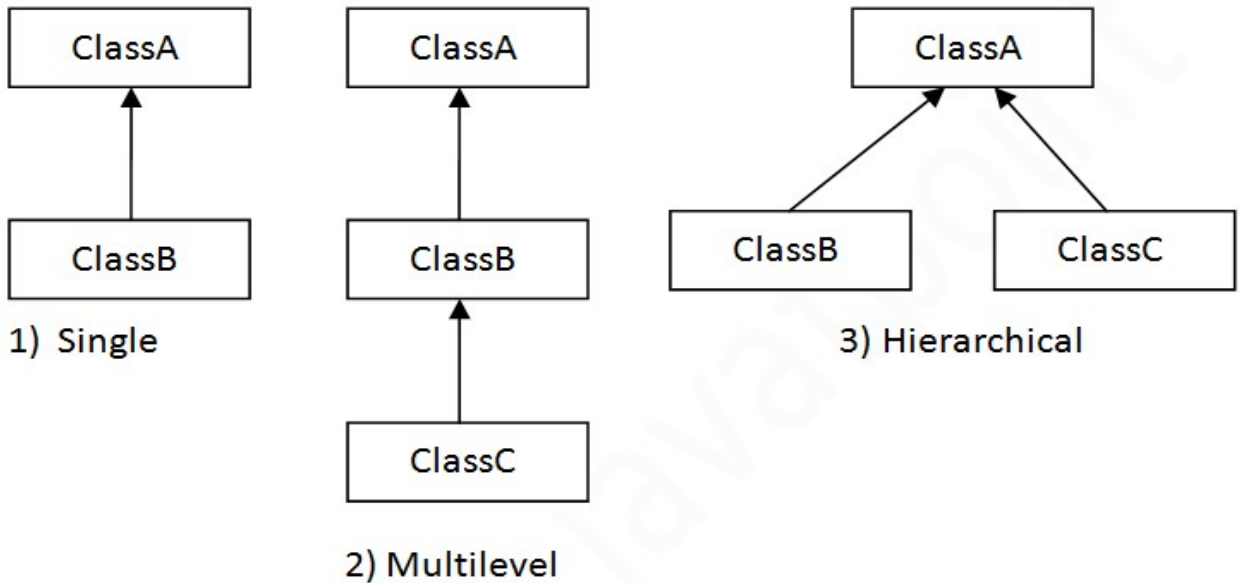 ClassA
ClassB
1) Single
ClassA
ClassB
ClassC
2) Multilevel
ClassA
ClassB
ClassC
3) Hierarchical